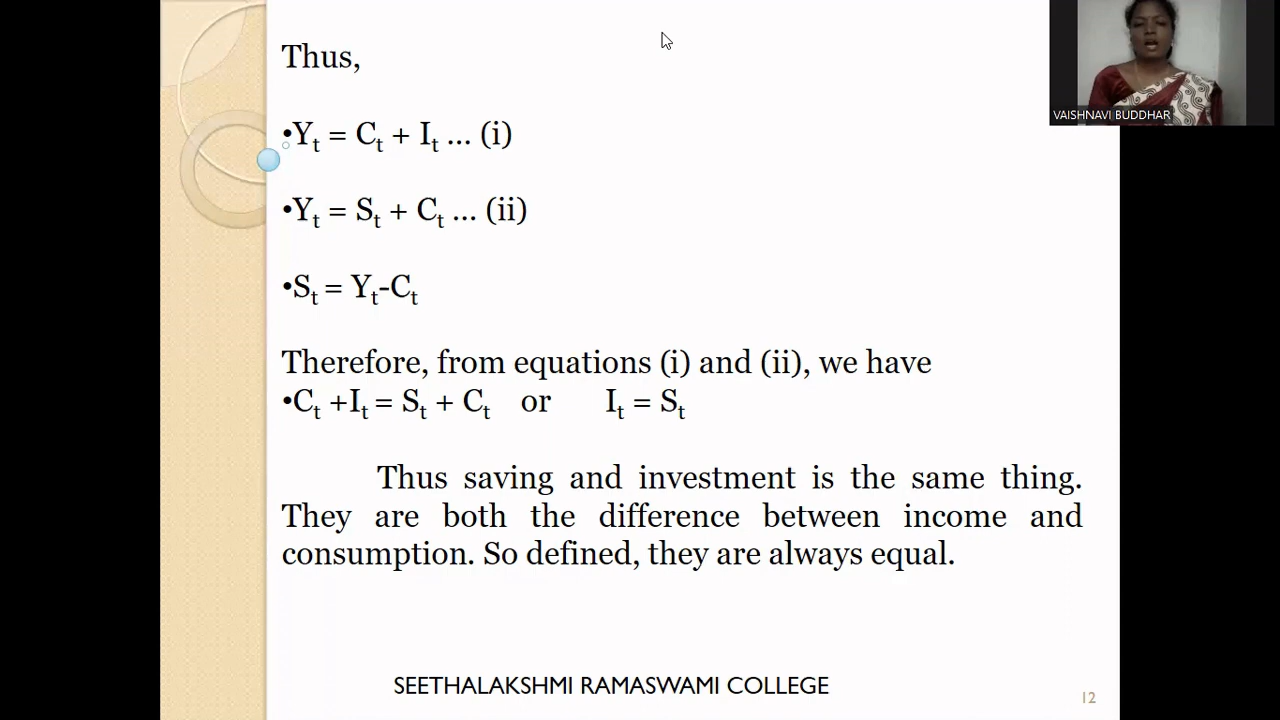 Thus,
•Yₜ = Cₜ + Iₜ ... (i)
•Yₜ = Sₜ + Cₜ ... (ii)
•Sₜ = Yₜ-Cₜ
Therefore, from equations (i) and (ii), we have
•Cₜ +Iₜ = Sₜ + Cₜ or Iₜ = Sₜ
Thus saving and investment is the same thing.
They are both the difference between income and
consumption. So defined, they are always equal.
SEETHALAKSHMI RAMASWAMI COLLEGE
12
VAISHNAVI BUDDHAR